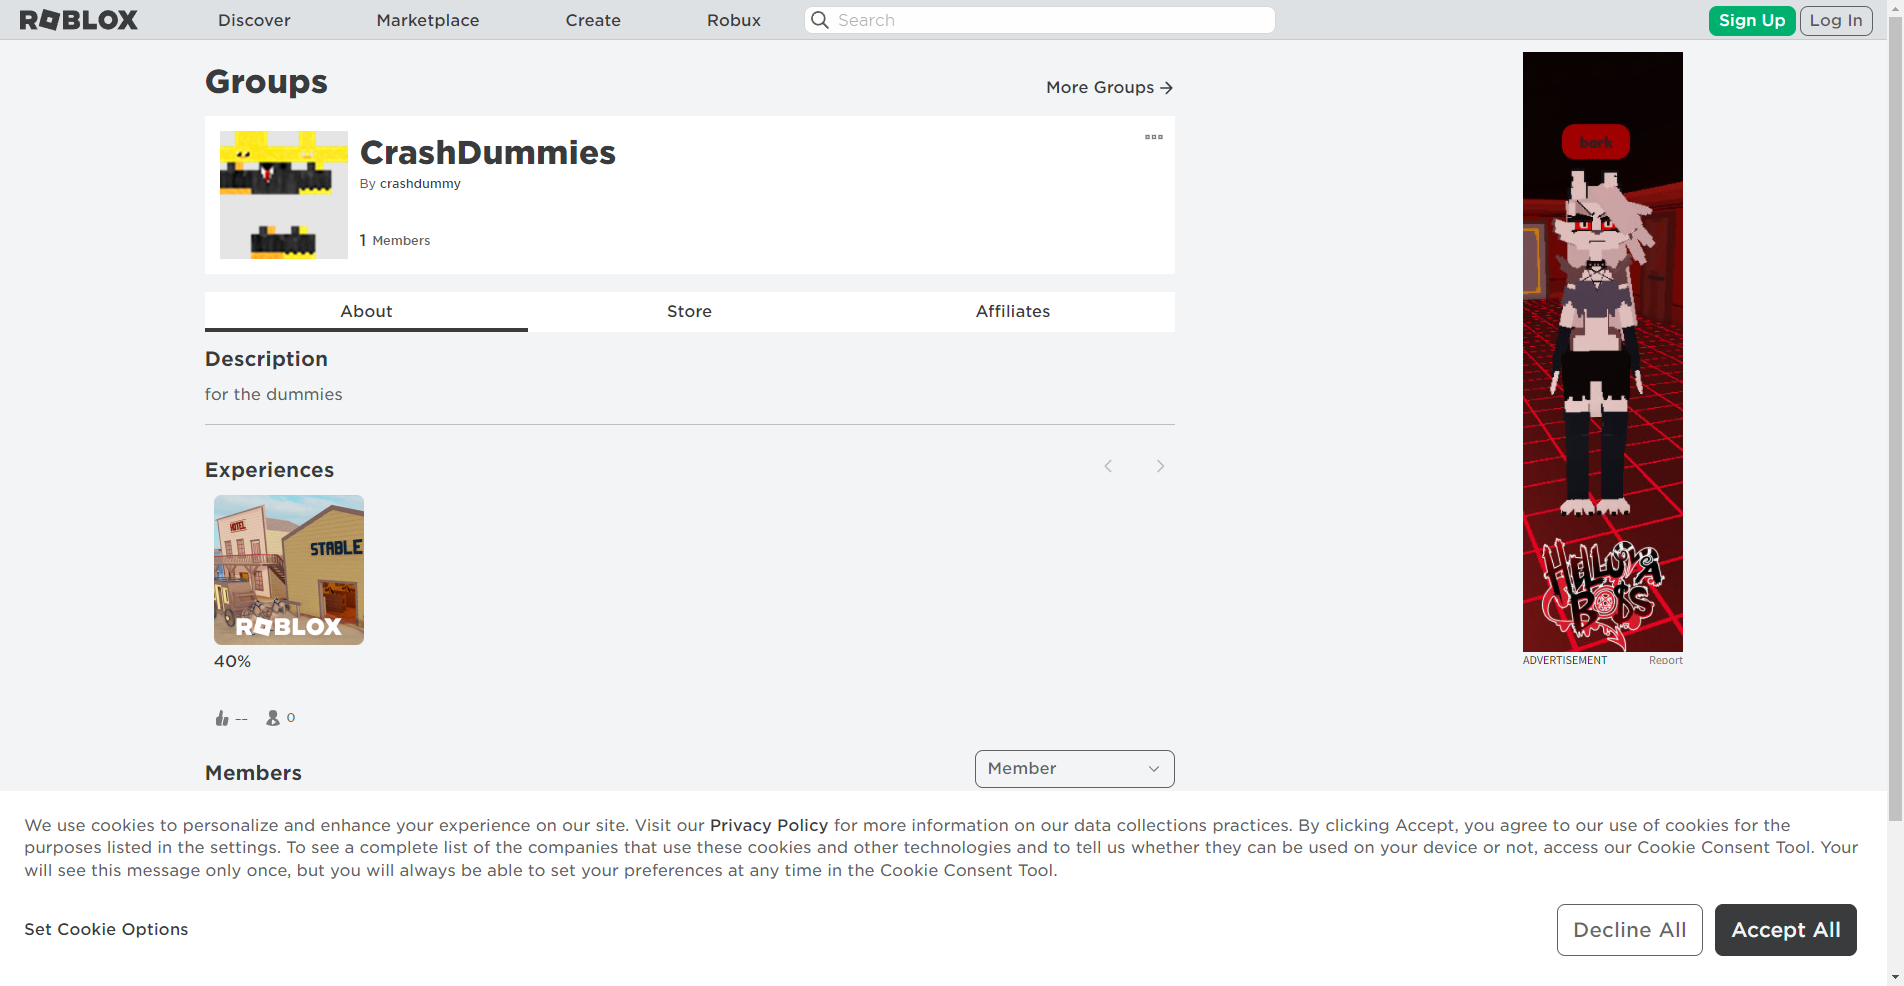 ROBLOX
Discover
Marketplace
Create
Robux
Search
Sign Up
Log In
Groups
More Groups
CrashDummies
By crashdummy
1 Members
About
Store
Affiliates
Description
for the dummies
Experiences
HOTEL
STABLE
ROBLOX
40%
--
0
Members
Member
bark
HELLUVA
BOSS
ADVERTISEMENT
Report
We use cookies to personalize and enhance your experience on our site. Visit our Privacy Policy for more information on our data collections practices. By clicking Accept, you agree to our use of cookies for the
purposes listed in the settings. To see a complete list of the companies that use these cookies and other technologies and to tell us whether they can be used on your device or not, access our Cookie Consent Tool. Your
will see this message only once, but you will always be able to set your preferences at any time in the Cookie Consent Tool.
Set Cookie Options
Decline All
Accept All